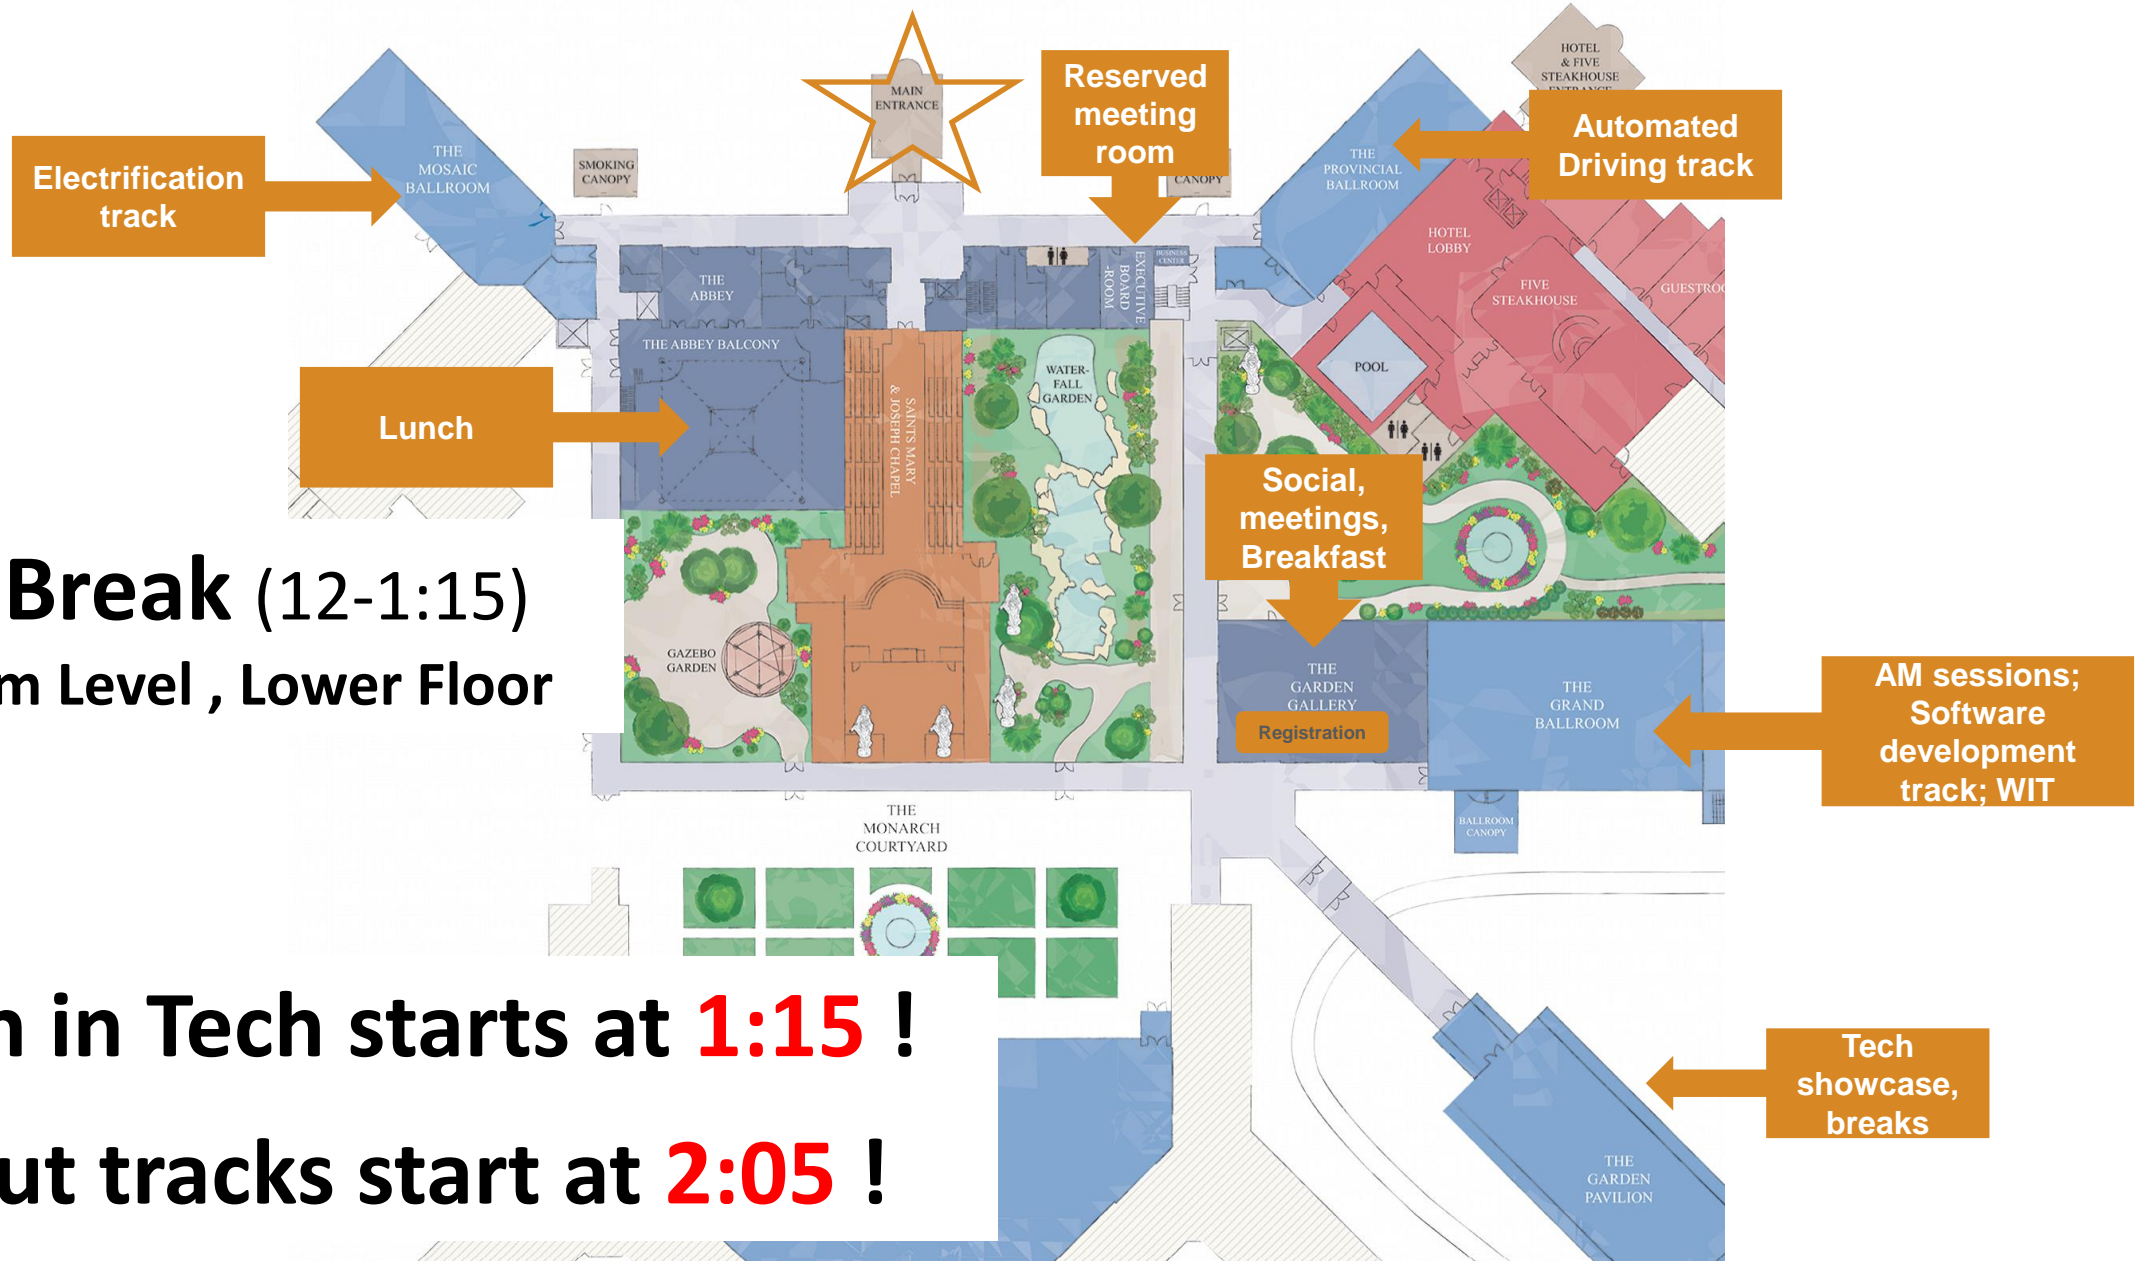 HOTEL
& FIVE
STEAKHOUSE
ENTRANCE
MAIN
ENTRANCE
Reserved
meeting
room
Automated
Driving track
Electrification
track
THE
MOSAIC
BALLROOM
SMOKING
CANOPY
CANOPY
THE
PROVINCIAL
BALLROOM
HOTEL
LOBBY
FIVE
STEAKHOUSE
GUESTROO
THE
ABBEY
EXECUTIVE
BOARD
-ROOM
BUSINESS
CENTER
THE ABBEY BALCONY
POOL
WATER-
FALL
GARDEN
SAINTS MARY
& JOSEPH CHAPEL
Lunch
Social,
meetings,
Breakfast
Break (12-1:15)
m Level , Lower Floor
GAZEBO
GARDEN
THE
GARDEN
GALLERY
Registration
THE
GRAND
BALLROOM
AM sessions;
Software
development
track; WIT
BALLROOM
CANOPY
THE
MONARCH
COURTYARD
n in Tech starts at 1:15 !
ut tracks start at 2:05 !
Tech
showcase,
breaks
THE
GARDEN
PAVILION